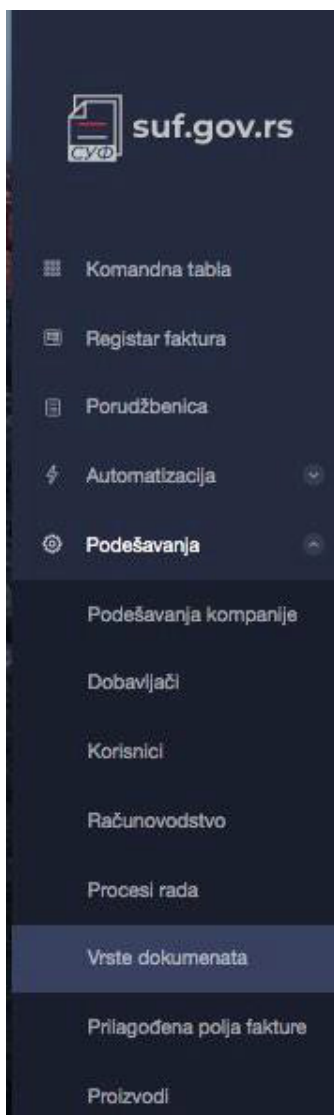 СУФ
suf.gov.rs
Komandna tabla
Registar faktura
Porudžbenica
Automatizacija
Podešavanja
Podešavanja kompanije
Dobavljači
Korisnici
Računovodstvo
Procesi rada
Vrste dokumenata
Prilagođena polja fakture
Proizvodi